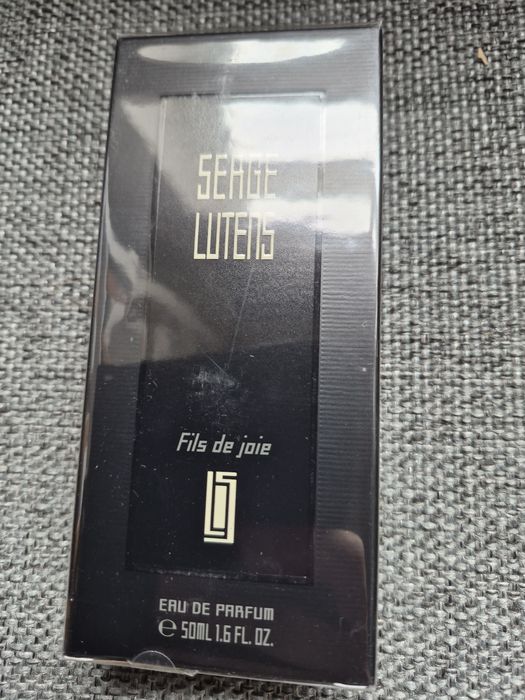 SERGE
LUTENS
Fils de joie
EAU DE PARFUM
℮ 50ML 1.6 FL. OZ.